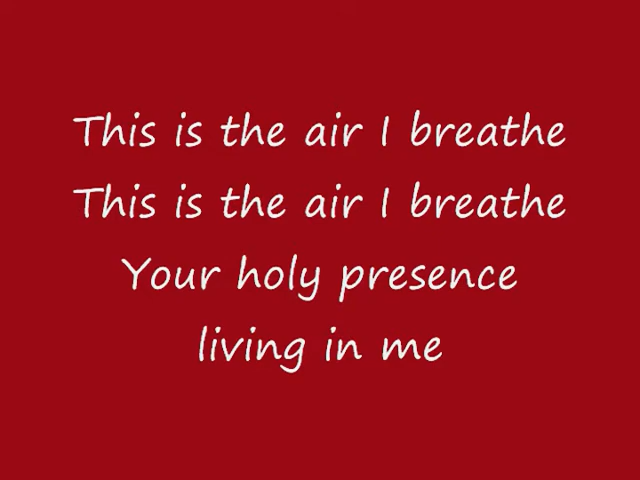 This is the air I breathe
This is the air I breathe
Your holy presence
living in me